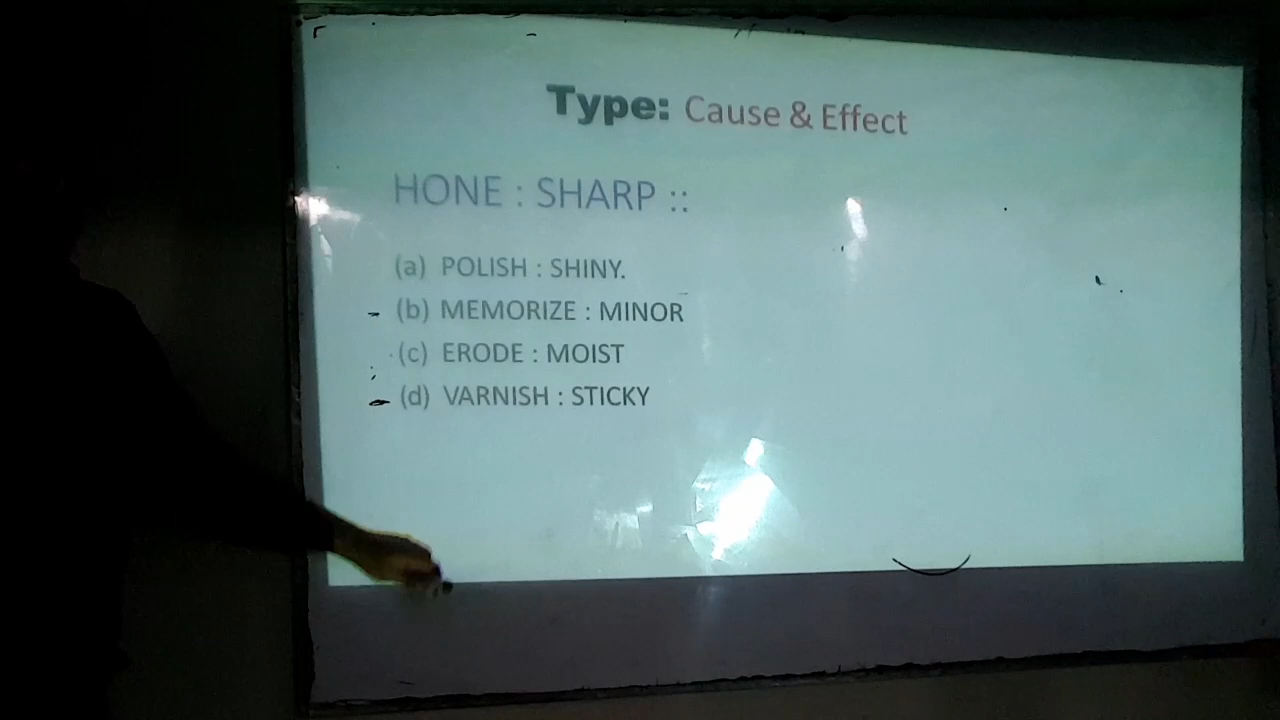 Type: Cause & Effect
HONE : SHARP ::
(a) POLISH : SHINY.
(b) MEMORIZE : MINOR
(c) ERODE : MOIST
(d) VARNISH : STICKY